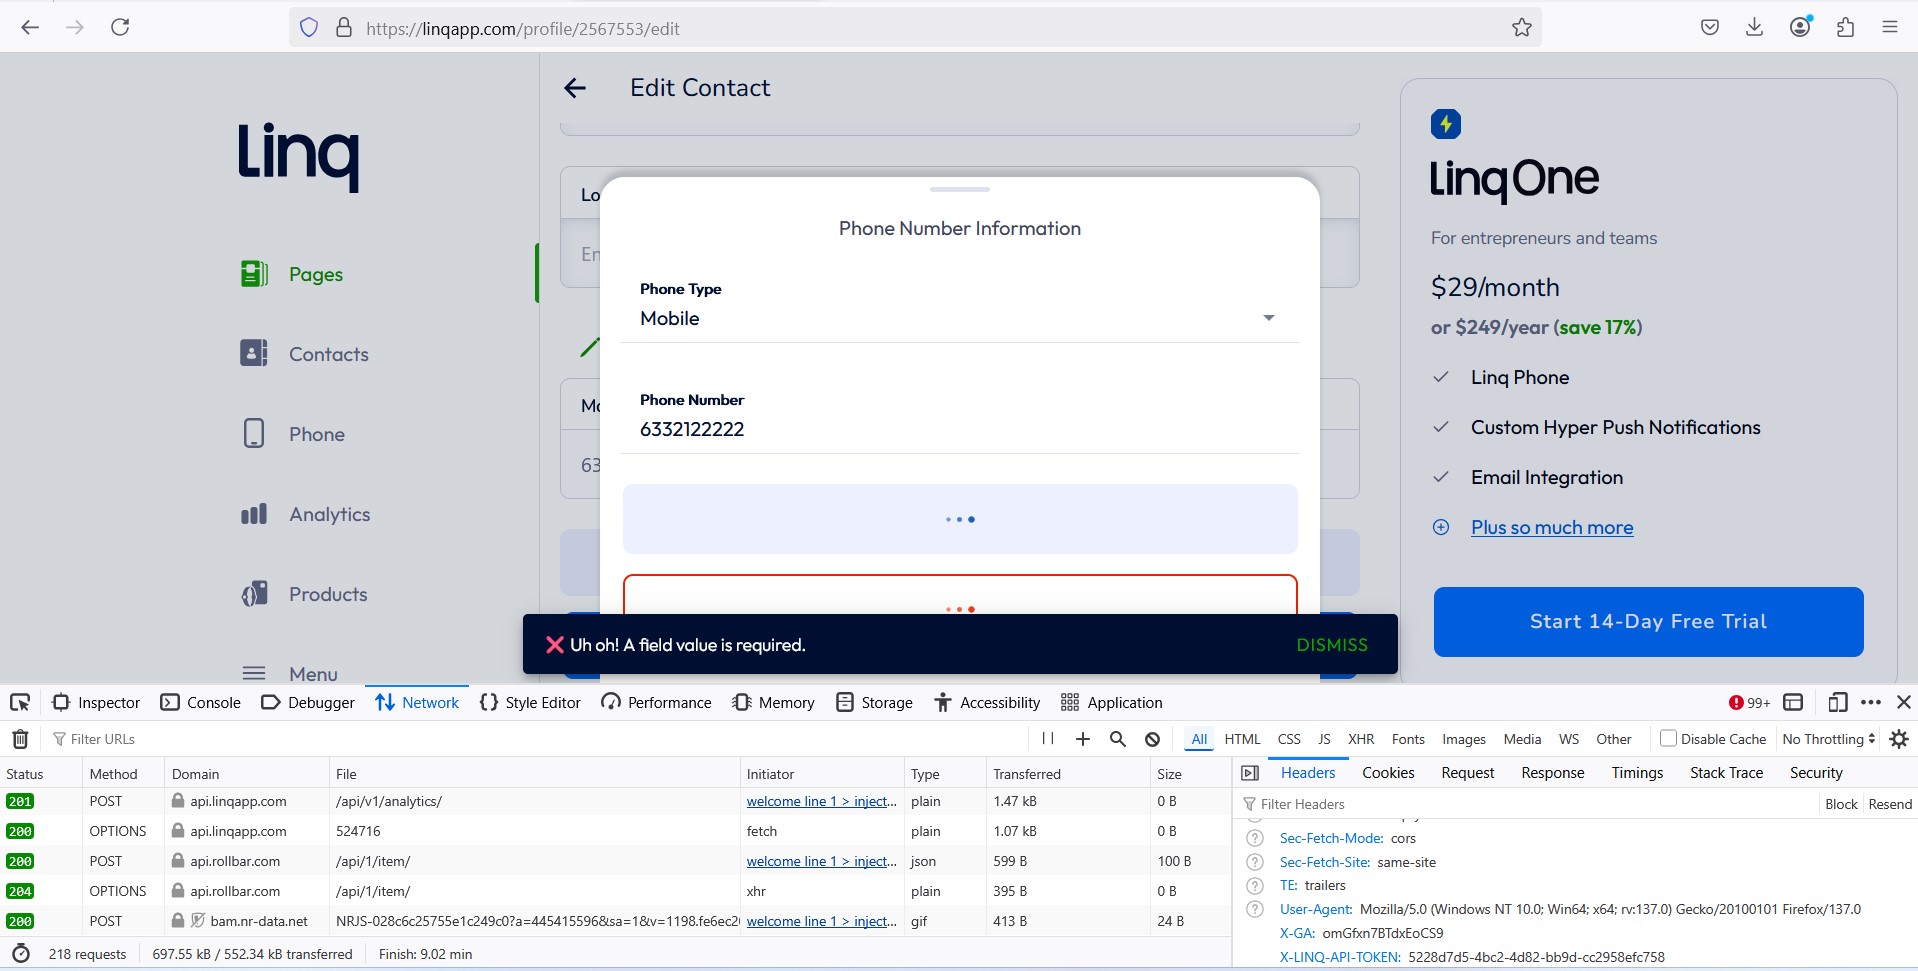 https://linqapp.com/profile/2567553/edit
Linq
Pages
Contacts
Phone
Analytics
Products
Menu
Edit Contact
Lo
En
Mo
63
Phone Number Information
Phone Type
Mobile
Phone Number
6332122222
❌ Uh oh! A field value is required.
DISMISS
Linq One
For entrepreneurs and teams
$29/month
or $249/year (save 17%)
Linq Phone
Custom Hyper Push Notifications
Email Integration
Plus so much more
Start 14-Day Free Trial
Inspector Console Debugger Network Style Editor Performance Memory Storage Accessibility Application 99+
Filter URLs All HTML CSS JS XHR Fonts Images Media WS Other Disable Cache No Throttling
Status Method Domain File Initiator Type Transferred Size
201 POST api.linqapp.com /api/v1/analytics/ welcome line 1 > inject... plain 1.47 kB 0 B
200 OPTIONS api.linqapp.com 524716 fetch plain 1.07 kB 0 B
200 POST api.rollbar.com /api/1/item/ welcome line 1 > inject... json 599 B 100 B
204 OPTIONS api.rollbar.com /api/1/item/ xhr plain 395 B 0 B
200 POST bam.nr-data.net NRJS-028c6c25755e1c249c0?a=445415596&sa=1&v=1198.fe6ec20 welcome line 1 > inject... gif 413 B 24 B
218 requests 697.55 kB / 552.34 kB transferred Finish: 9.02 min
Headers Cookies Request Response Timings Stack Trace Security
Filter Headers Block Resend
Sec-Fetch-Mode: cors
Sec-Fetch-Site: same-site
TE: trailers
User-Agent: Mozilla/5.0 (Windows NT 10.0; Win64; x64; rv:137.0) Gecko/20100101 Firefox/137.0
X-GA: omGfxn7BTdxEoCS9
X-LINQ-API-TOKEN: 5228d7d5-4bc2-4d82-bb9d-cc2958efc758